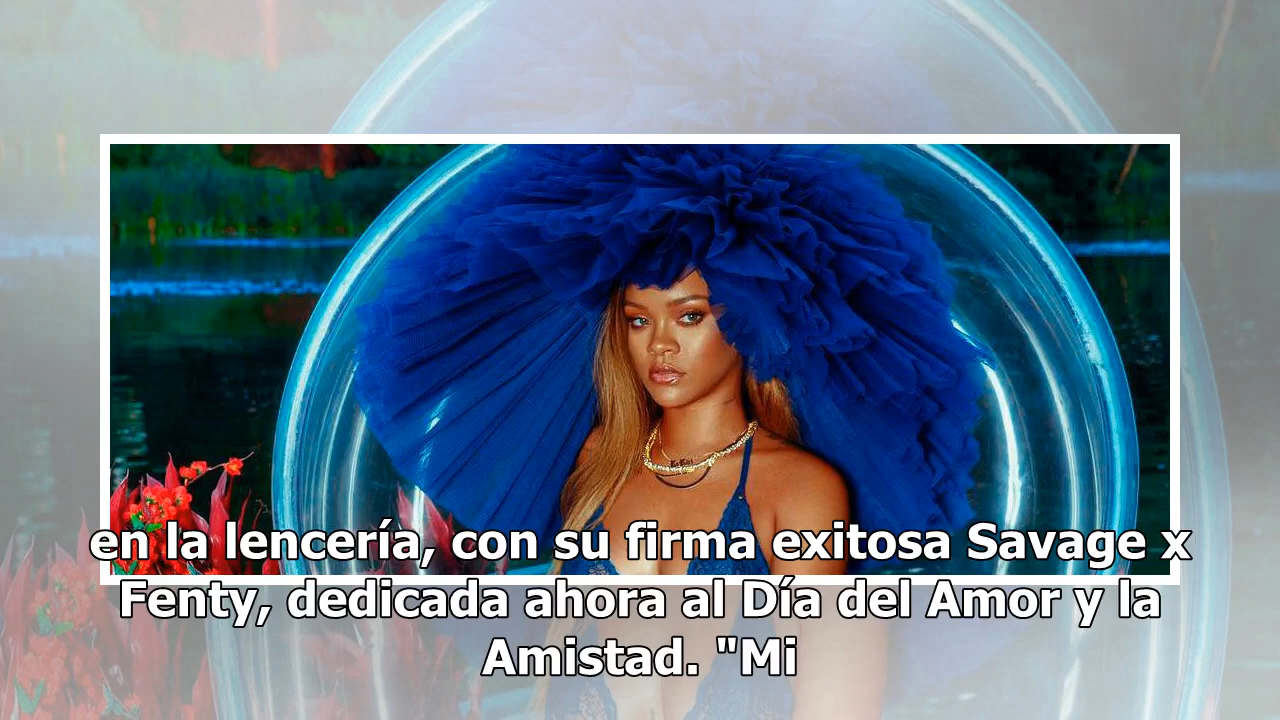 en la lencería, con su firma exitosa Savage x
Fenty, dedicada ahora al Día del Amor y la
Amistad. "Mi